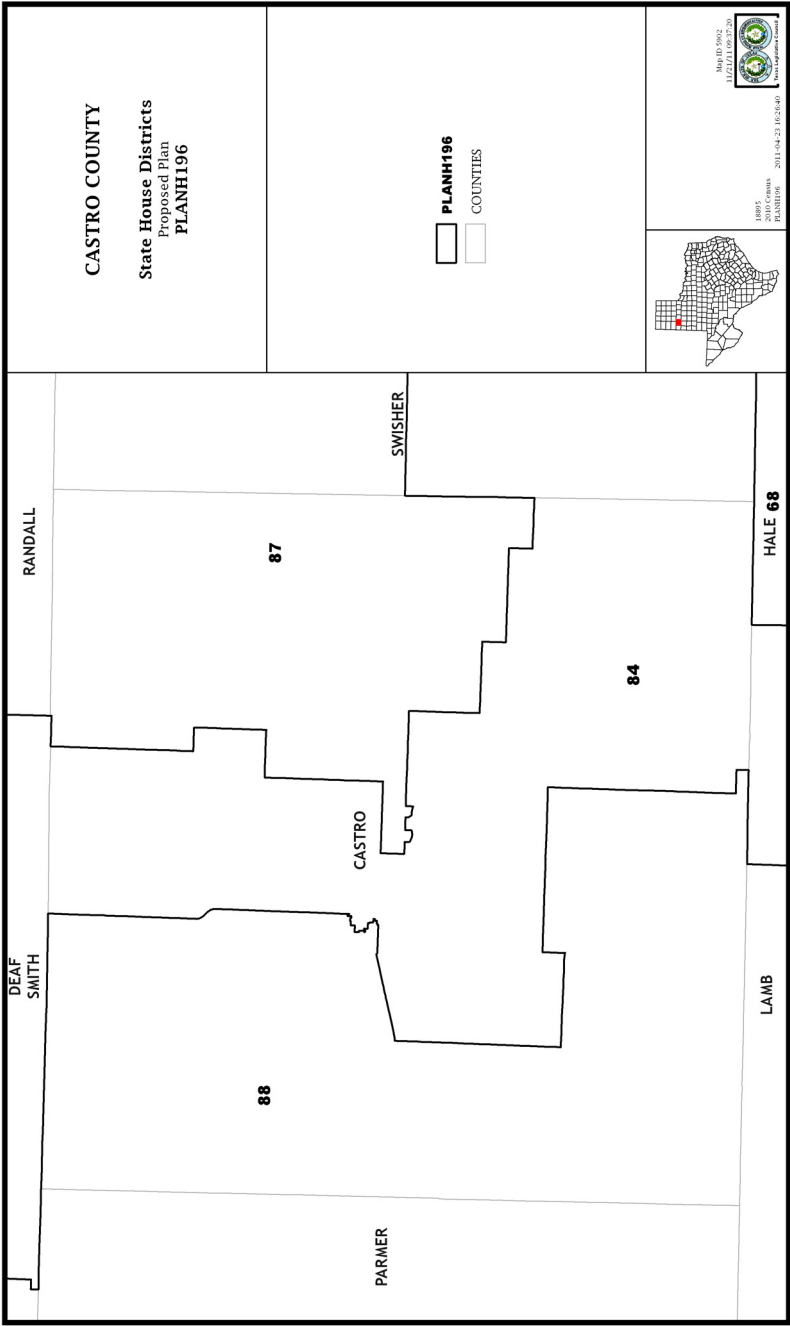 CASTRO COUNTY
State House Districts
Proposed Plan
PLANH196
PLANH196
COUNTIES
Map ID 5902
11/21/11 09:37:20
Texas Legislative Council
18895
2010 Census
PLANH196
2011-04-23 16:26:40
DEAF
SMITH
RANDALL
88
87
PARMER
CASTRO
SWISHER
84
LAMB
HALE 68